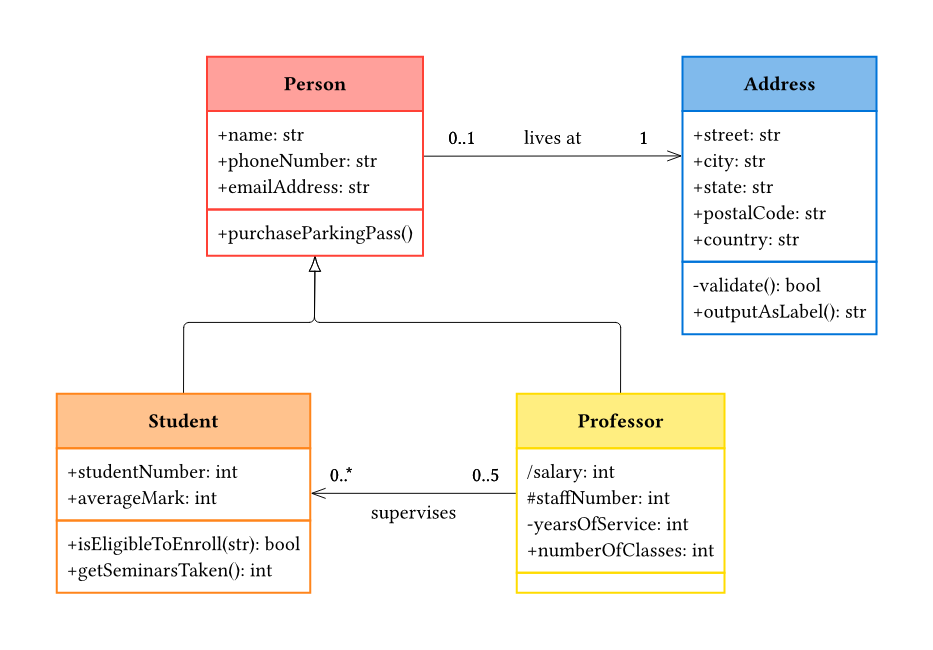 Person
+name: str
+phoneNumber: str
+emailAddress: str
+purchaseParkingPass()
0..1 lives at 1
Address
+street: str
+city: str
+state: str
+postalCode: str
+country: str
-validate(): bool
+outputAsLabel(): str
Student
+studentNumber: int
+averageMark: int
+isEligibleToEnroll(str): bool
+getSeminarsTaken(): int
0..* 0..5
supervises
Professor
/salary: int
#staffNumber: int
-yearsOfService: int
+numberOfClasses: int